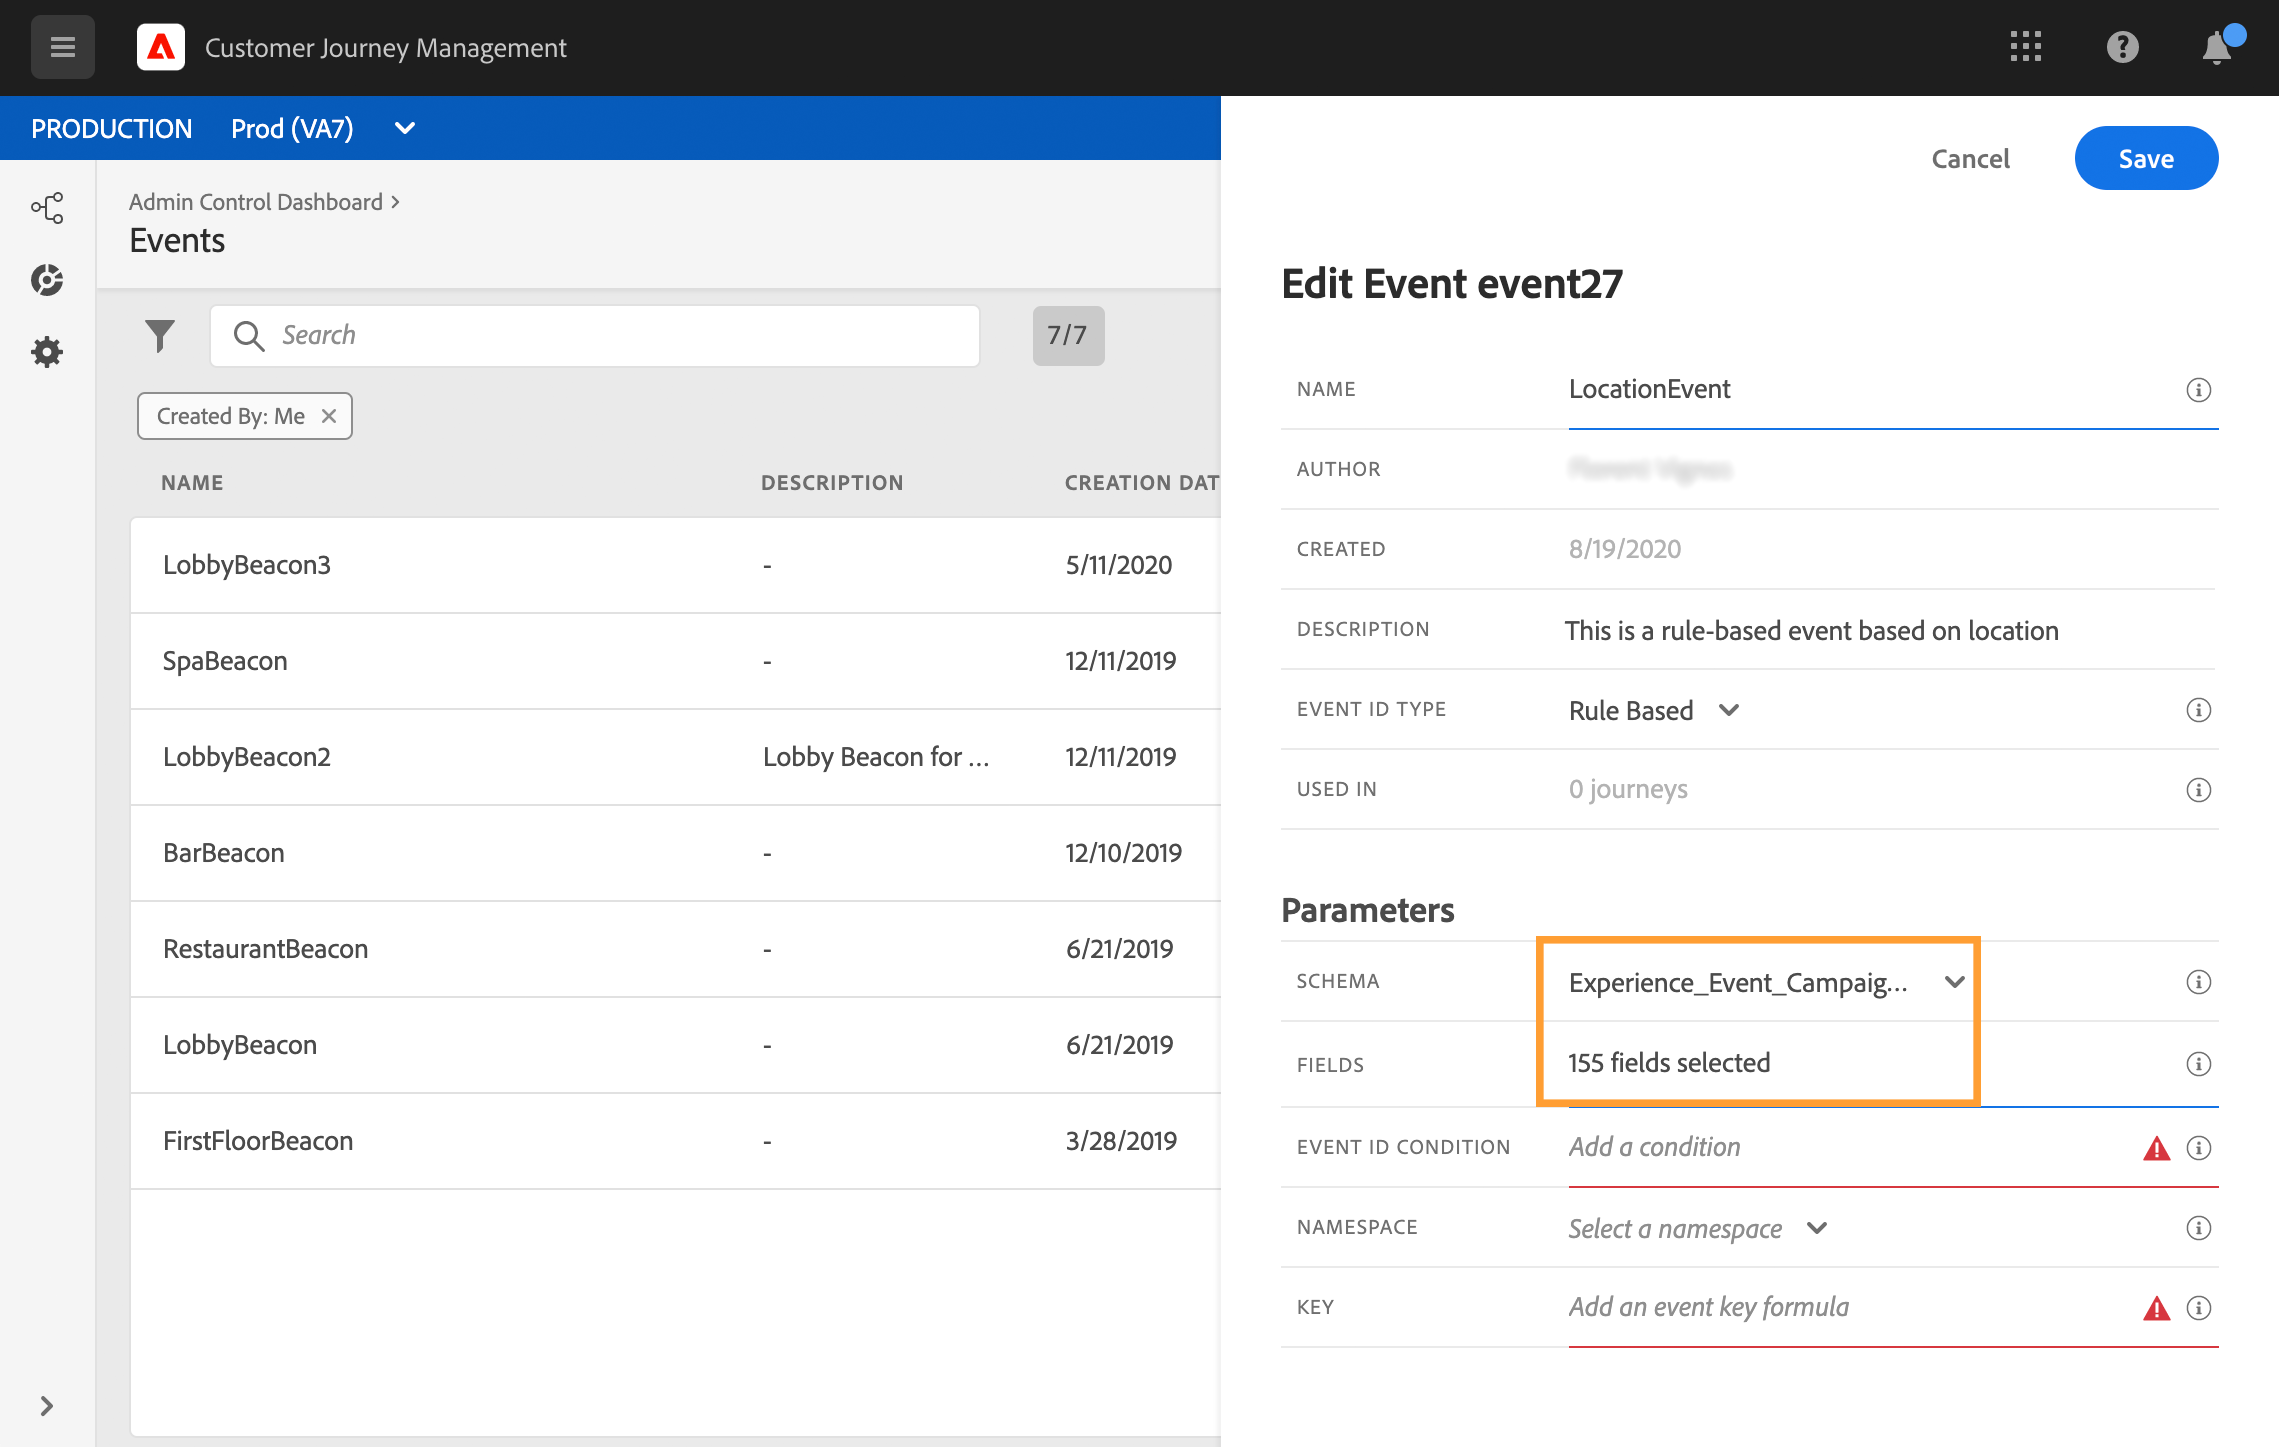 Customer Journey Management
PRODUCTION Prod (VA7)
Admin Control Dashboard
Events
Search
7/7
Created By: Me
NAME DESCRIPTION CREATION DAT
LobbyBeacon3 - 5/11/2020
SpaBeacon - 12/11/2019
LobbyBeacon2 Lobby Beacon for ... 12/11/2019
BarBeacon - 12/10/2019
RestaurantBeacon - 6/21/2019
LobbyBeacon - 6/21/2019
FirstFloorBeacon - 3/28/2019
Cancel Save
Edit Event event27
NAME LocationEvent
AUTHOR
CREATED 8/19/2020
DESCRIPTION This is a rule-based event based on location
EVENT ID TYPE Rule Based
USED IN 0 journeys
Parameters
SCHEMA Experience_Event_Campaig...
FIELDS 155 fields selected
EVENT ID CONDITION Add a condition
NAMESPACE Select a namespace
KEY Add an event key formula